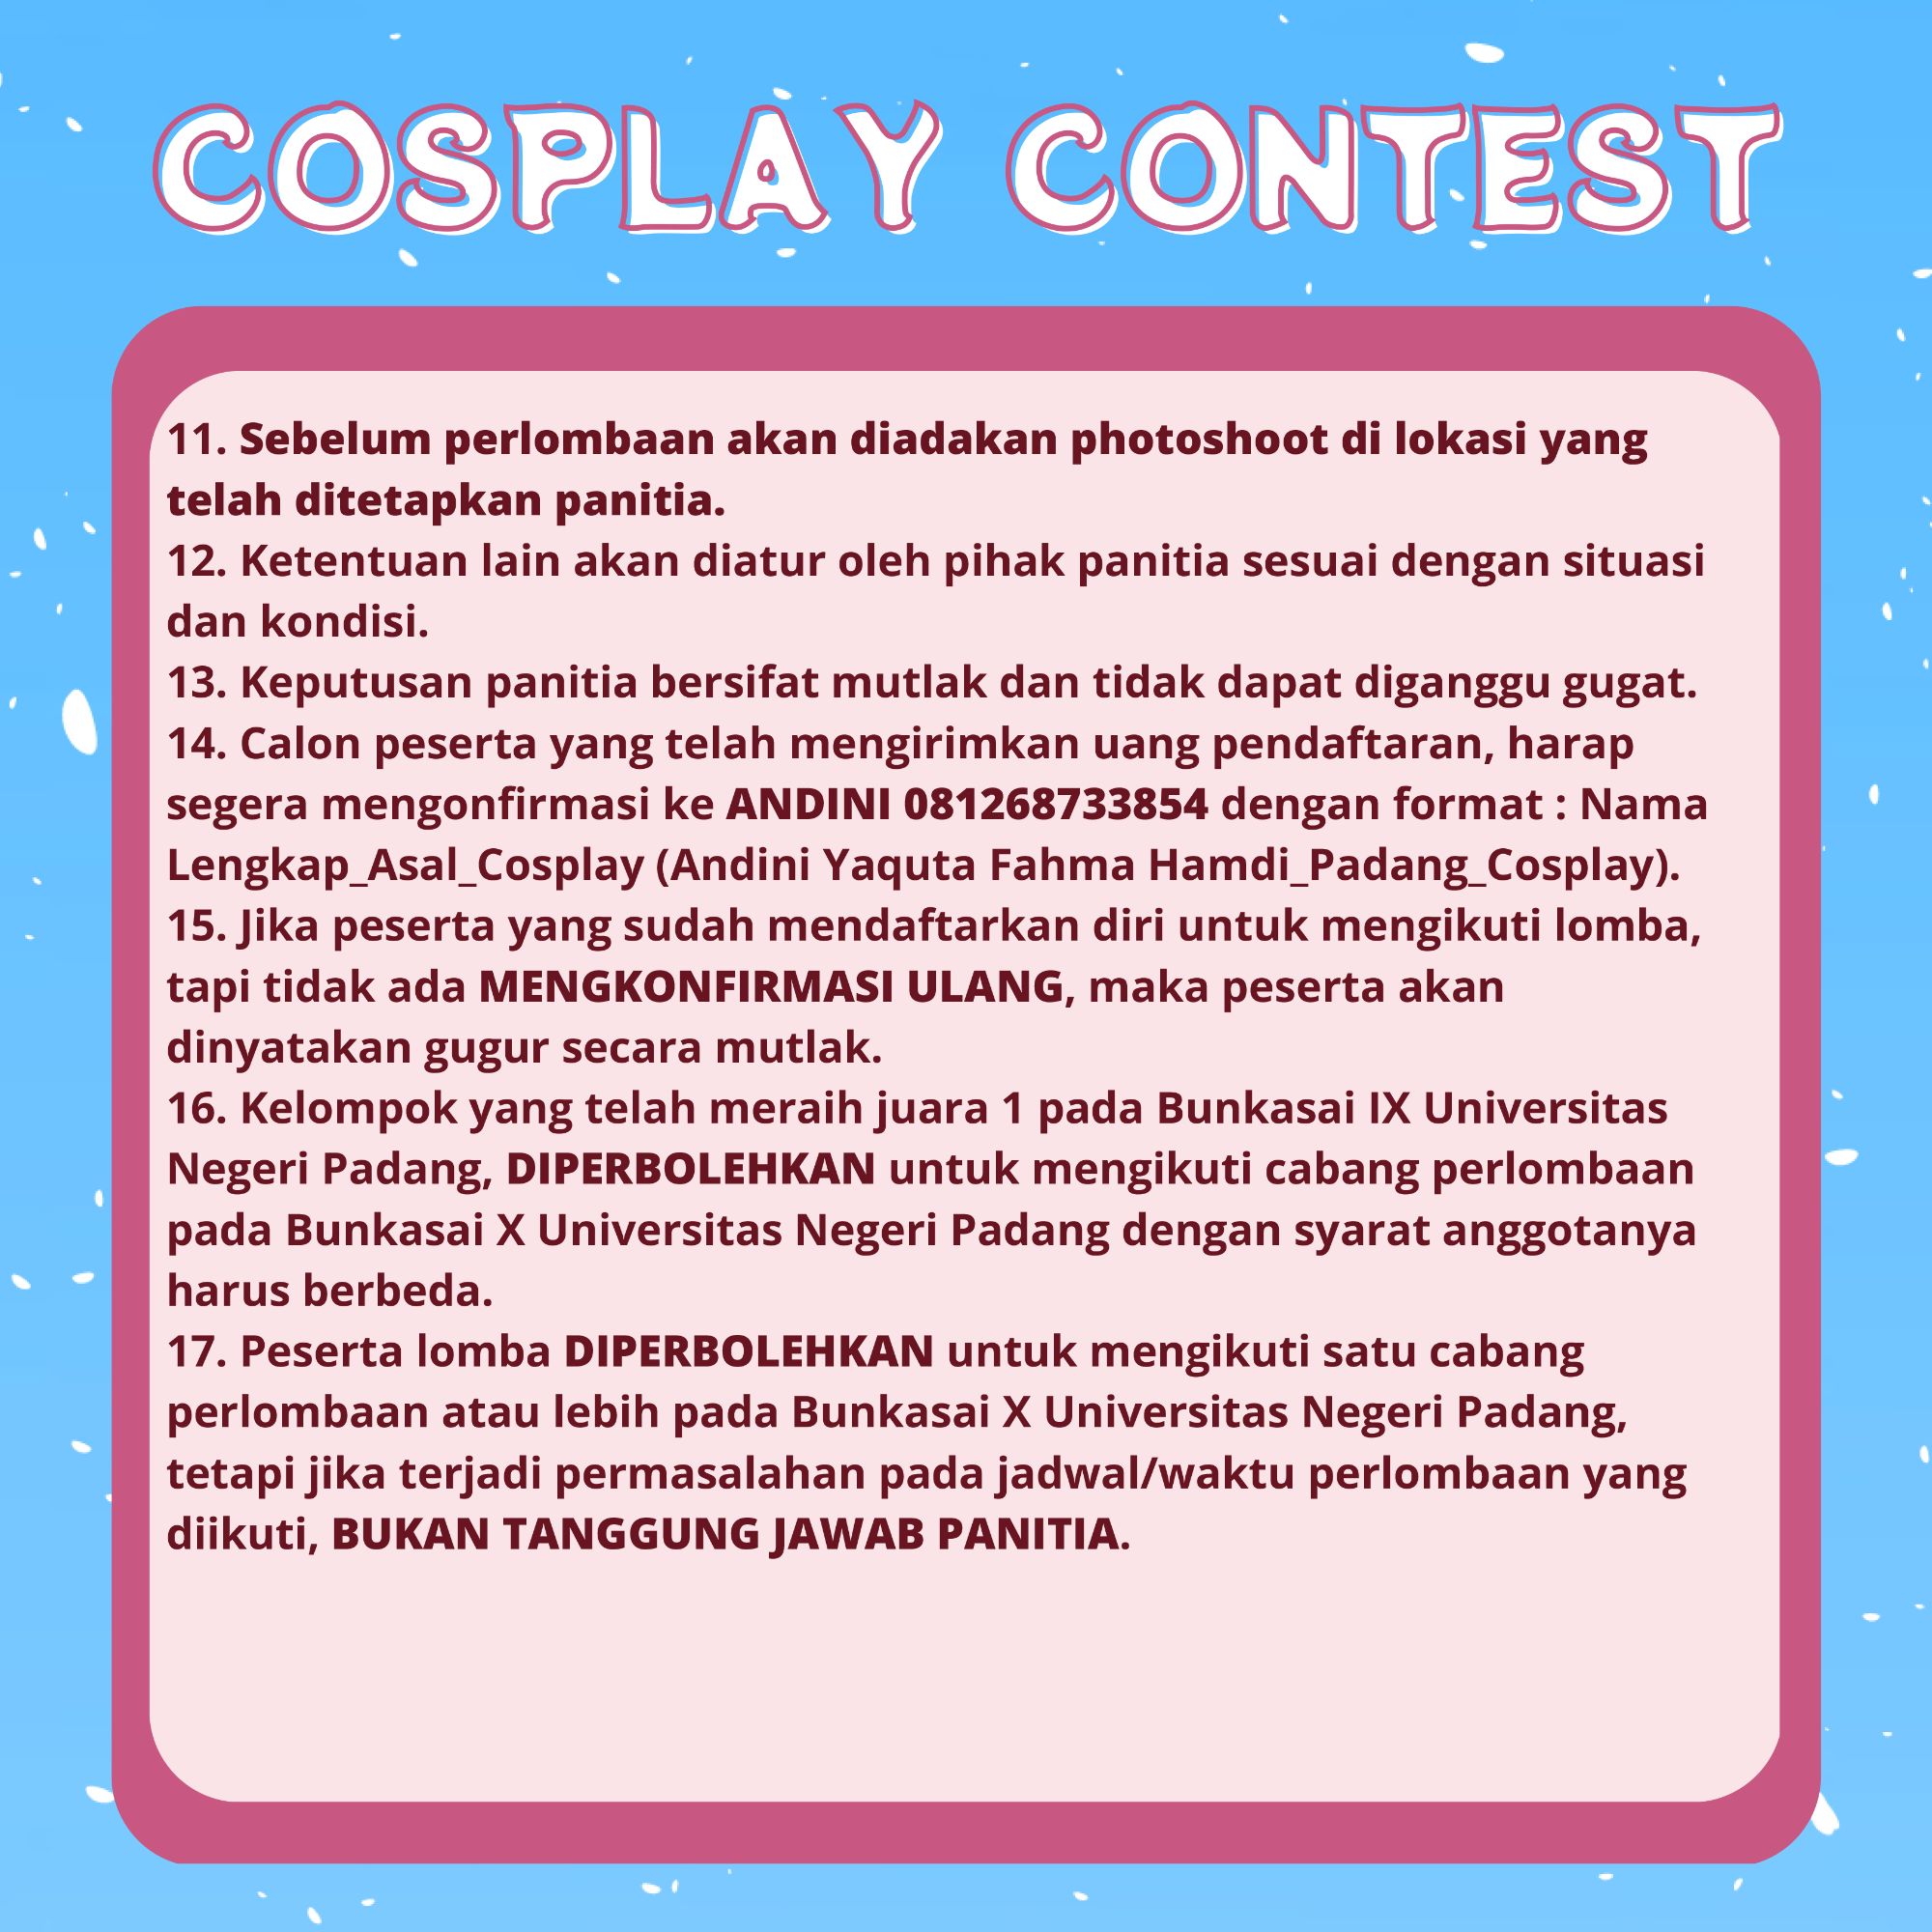 COSPLAY CONTEST
11. Sebelum perlombaan akan diadakan photoshoot di lokasi yang
telah ditetapkan panitia.
12. Ketentuan lain akan diatur oleh pihak panitia sesuai dengan situasi
dan kondisi.
13. Keputusan panitia bersifat mutlak dan tidak dapat diganggu gugat.
14. Calon peserta yang telah mengirimkan uang pendaftaran, harap
segera mengonfirmasi ke ANDINI 081268733854 dengan format : Nama
Lengkap_Asal_Cosplay (Andini Yaquta Fahma Hamdi_Padang_Cosplay).
15. Jika peserta yang sudah mendaftarkan diri untuk mengikuti lomba,
tapi tidak ada MENGKONFIRMASI ULANG, maka peserta akan
dinyatakan gugur secara mutlak.
16. Kelompok yang telah meraih juara 1 pada Bunkasai IX Universitas
Negeri Padang, DIPERBOLEHKAN untuk mengikuti cabang perlombaan
pada Bunkasai X Universitas Negeri Padang dengan syarat anggotanya
harus berbeda.
17. Peserta lomba DIPERBOLEHKAN untuk mengikuti satu cabang
perlombaan atau lebih pada Bunkasai X Universitas Negeri Padang,
tetapi jika terjadi permasalahan pada jadwal/waktu perlombaan yang
diikuti, BUKAN TANGGUNG JAWAB PANITIA.